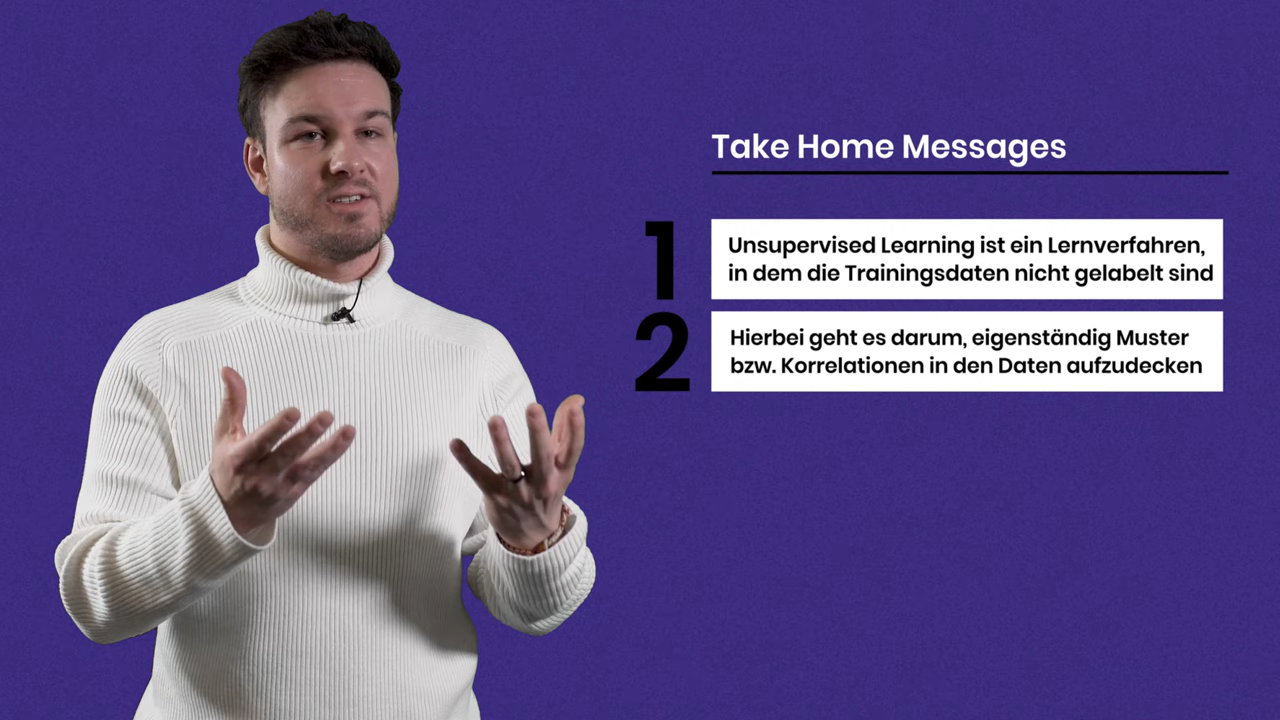 Take Home Messages
1
Unsupervised Learning ist ein Lernverfahren,
in dem die Trainingsdaten nicht gelabelt sind
2
Hierbei geht es darum, eigenständig Muster
bzw. Korrelationen in den Daten aufzudecken